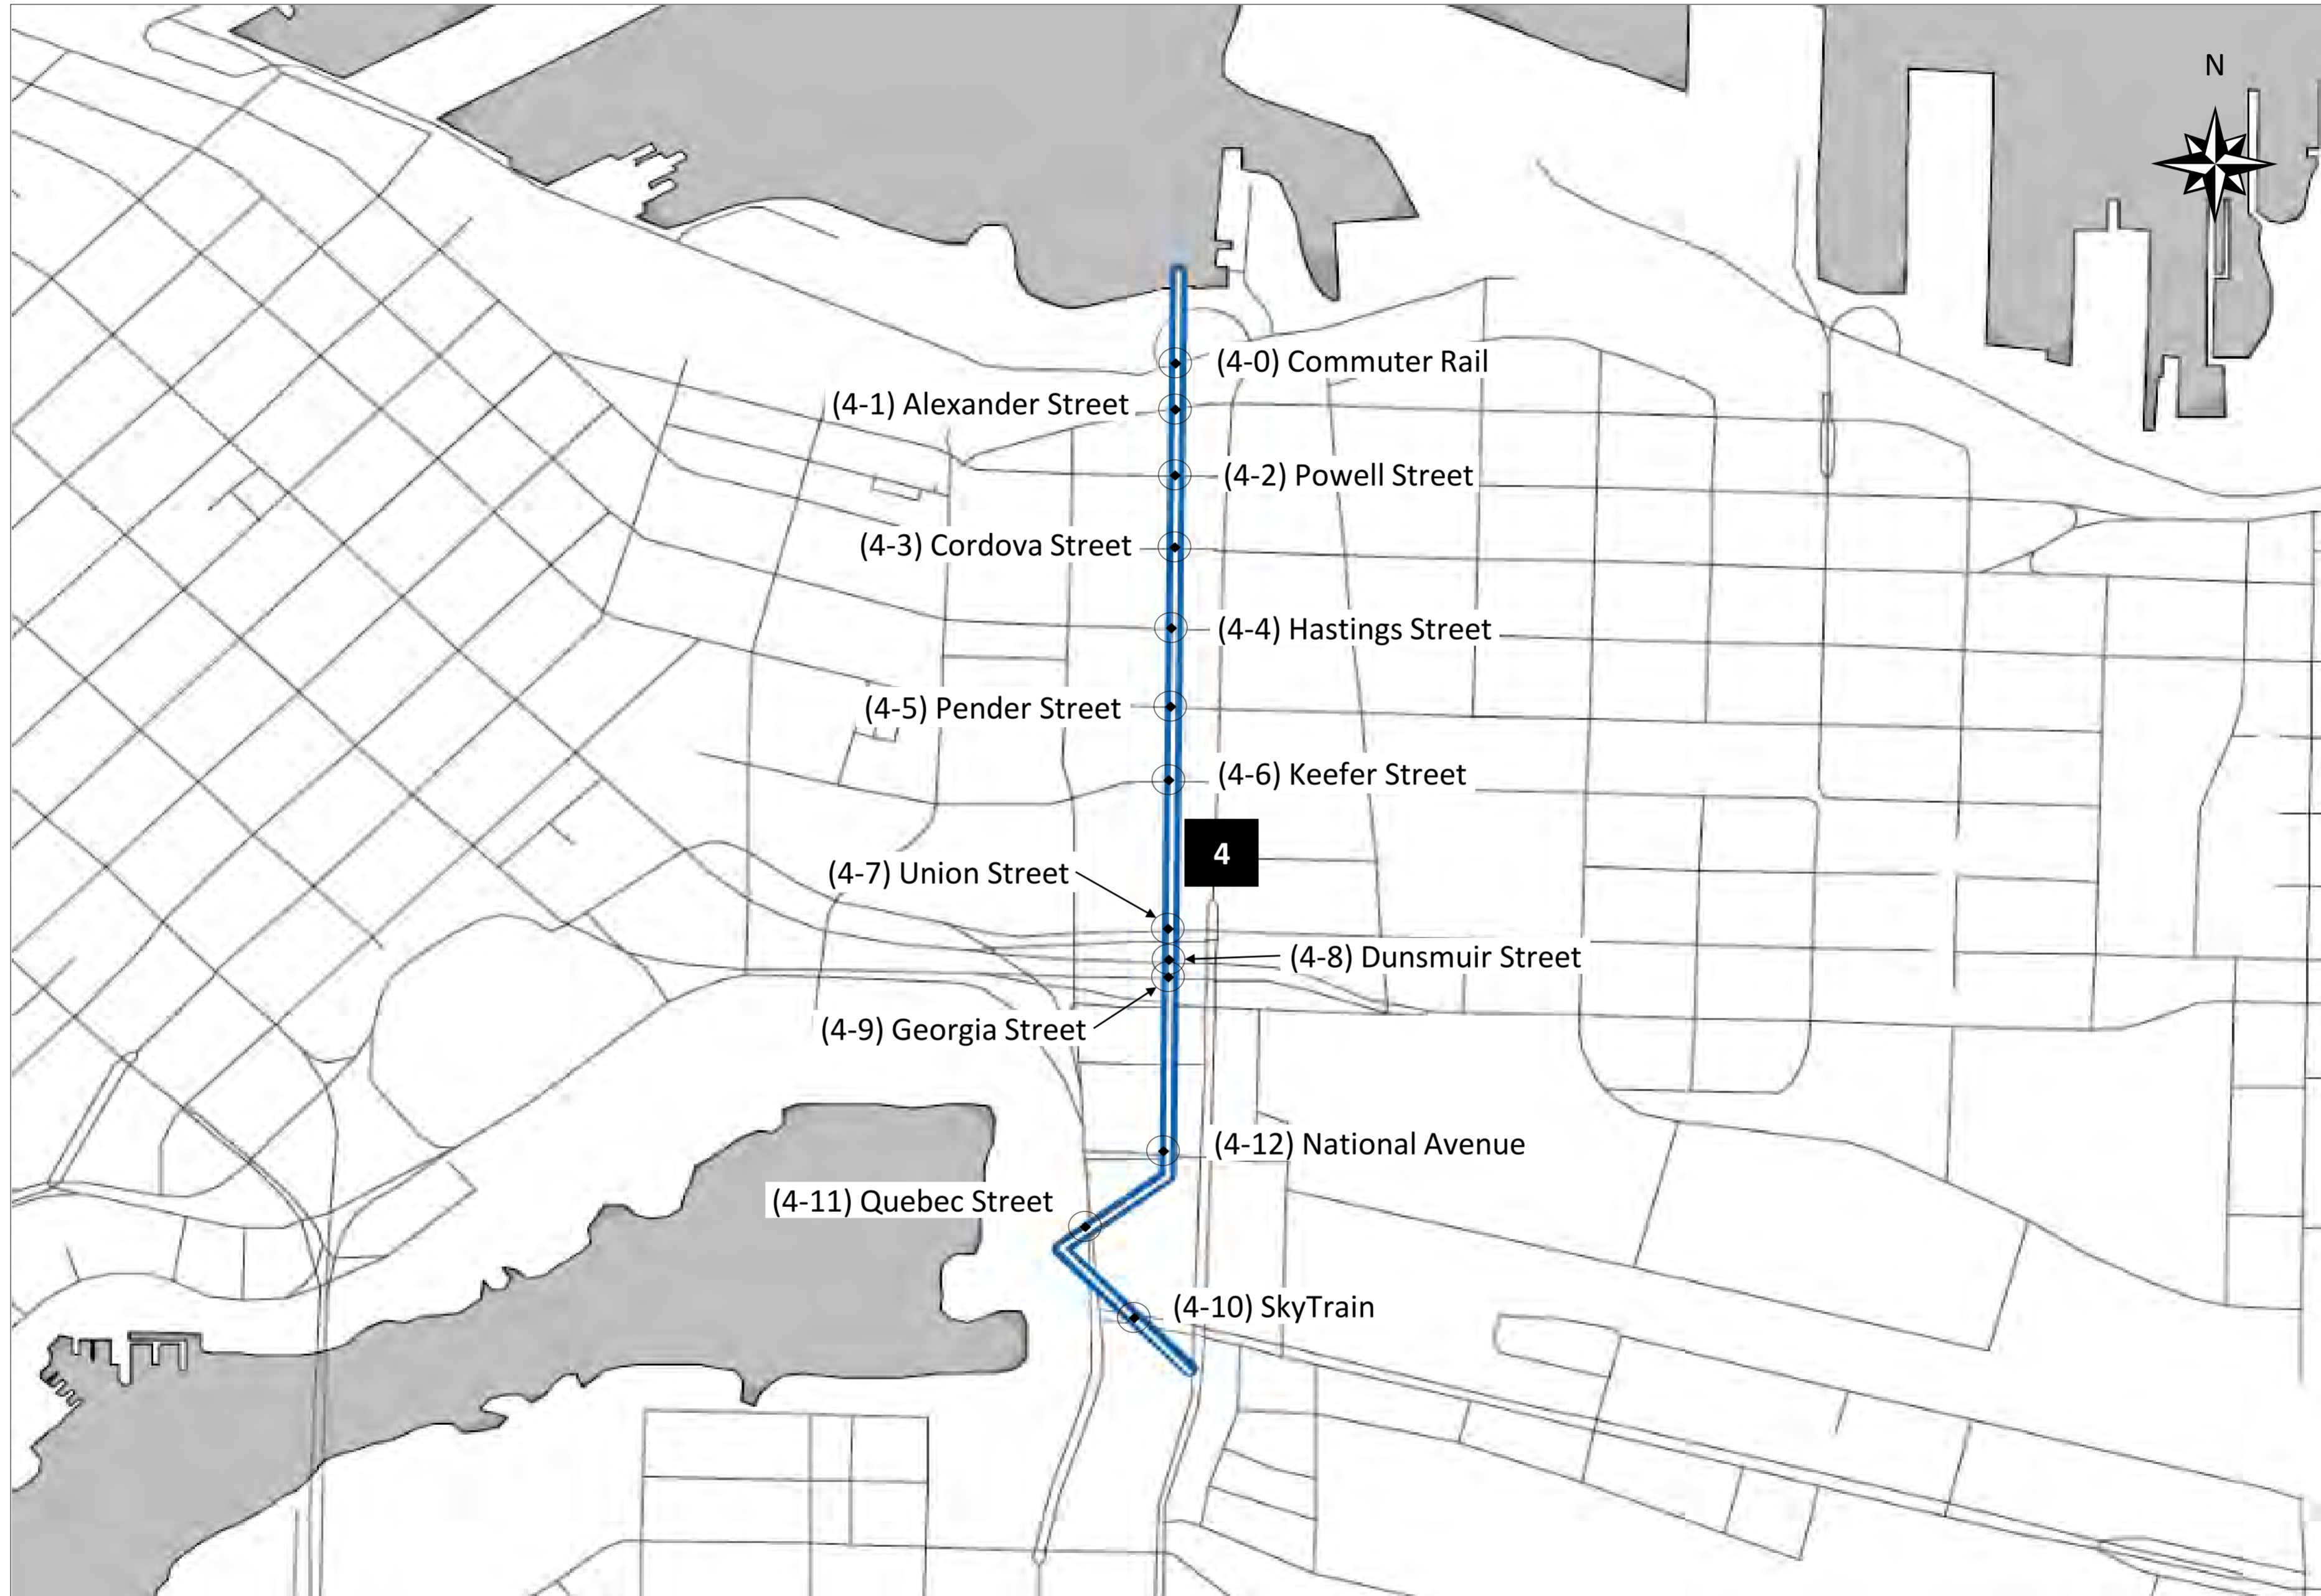 N
(4-0) Commuter Rail
(4-1) Alexander Street
(4-2) Powell Street
(4-3) Cordova Street
(4-4) Hastings Street
(4-5) Pender Street
(4-6) Keefer Street
4
(4-7) Union Street
(4-8) Dunsmuir Street
(4-9) Georgia Street
(4-12) National Avenue
(4-11) Quebec Street
(4-10) SkyTrain